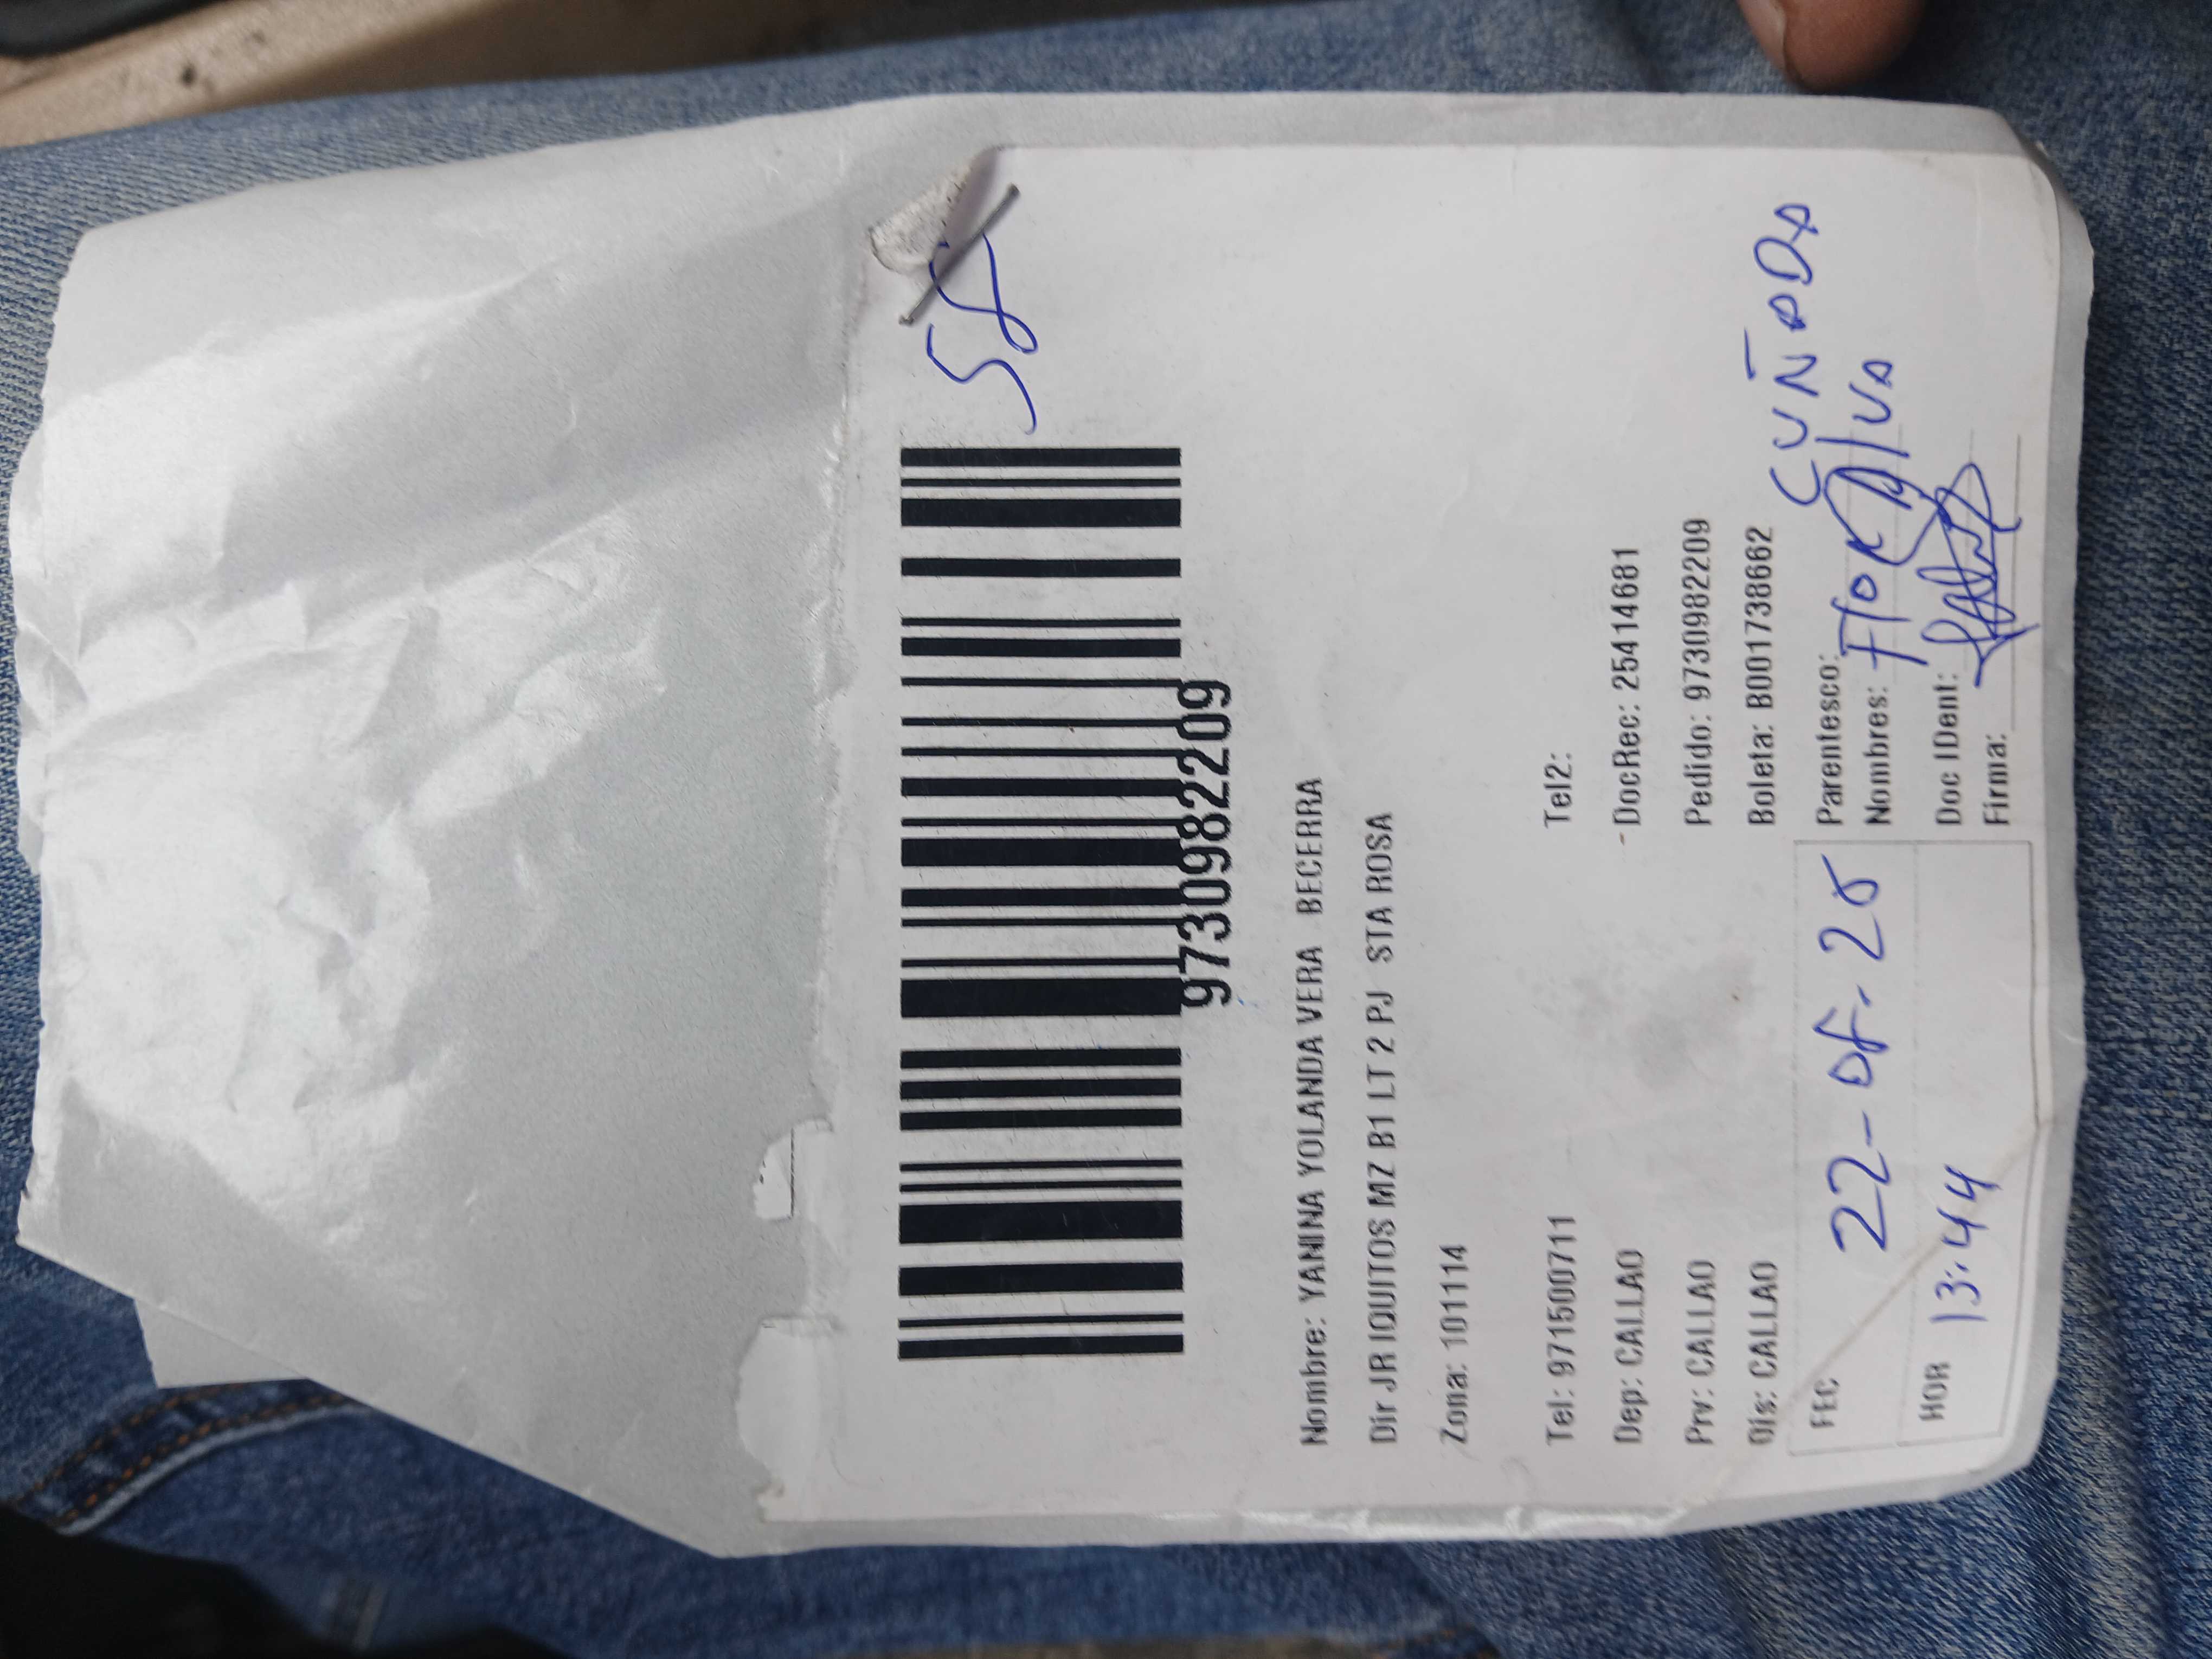 58
9730982209
Nombre: YANINA YOLANDA VERA BECERRA
Dir JR IQUITOS MZ B1 LT 2 PJ STA ROSA
Zona: 101114
Tel: 971500711 Tel2:
Dep: CALLAO DocRec: 25414681
Prv: CALLAO Pedido: 9730982209
Dis: CALLAO Boleta: B001738662
FEC 22-08-25 Parentesco: CUÑADA
Nombres: Flor
HOR 13:44 Doc IDent:
Firma: